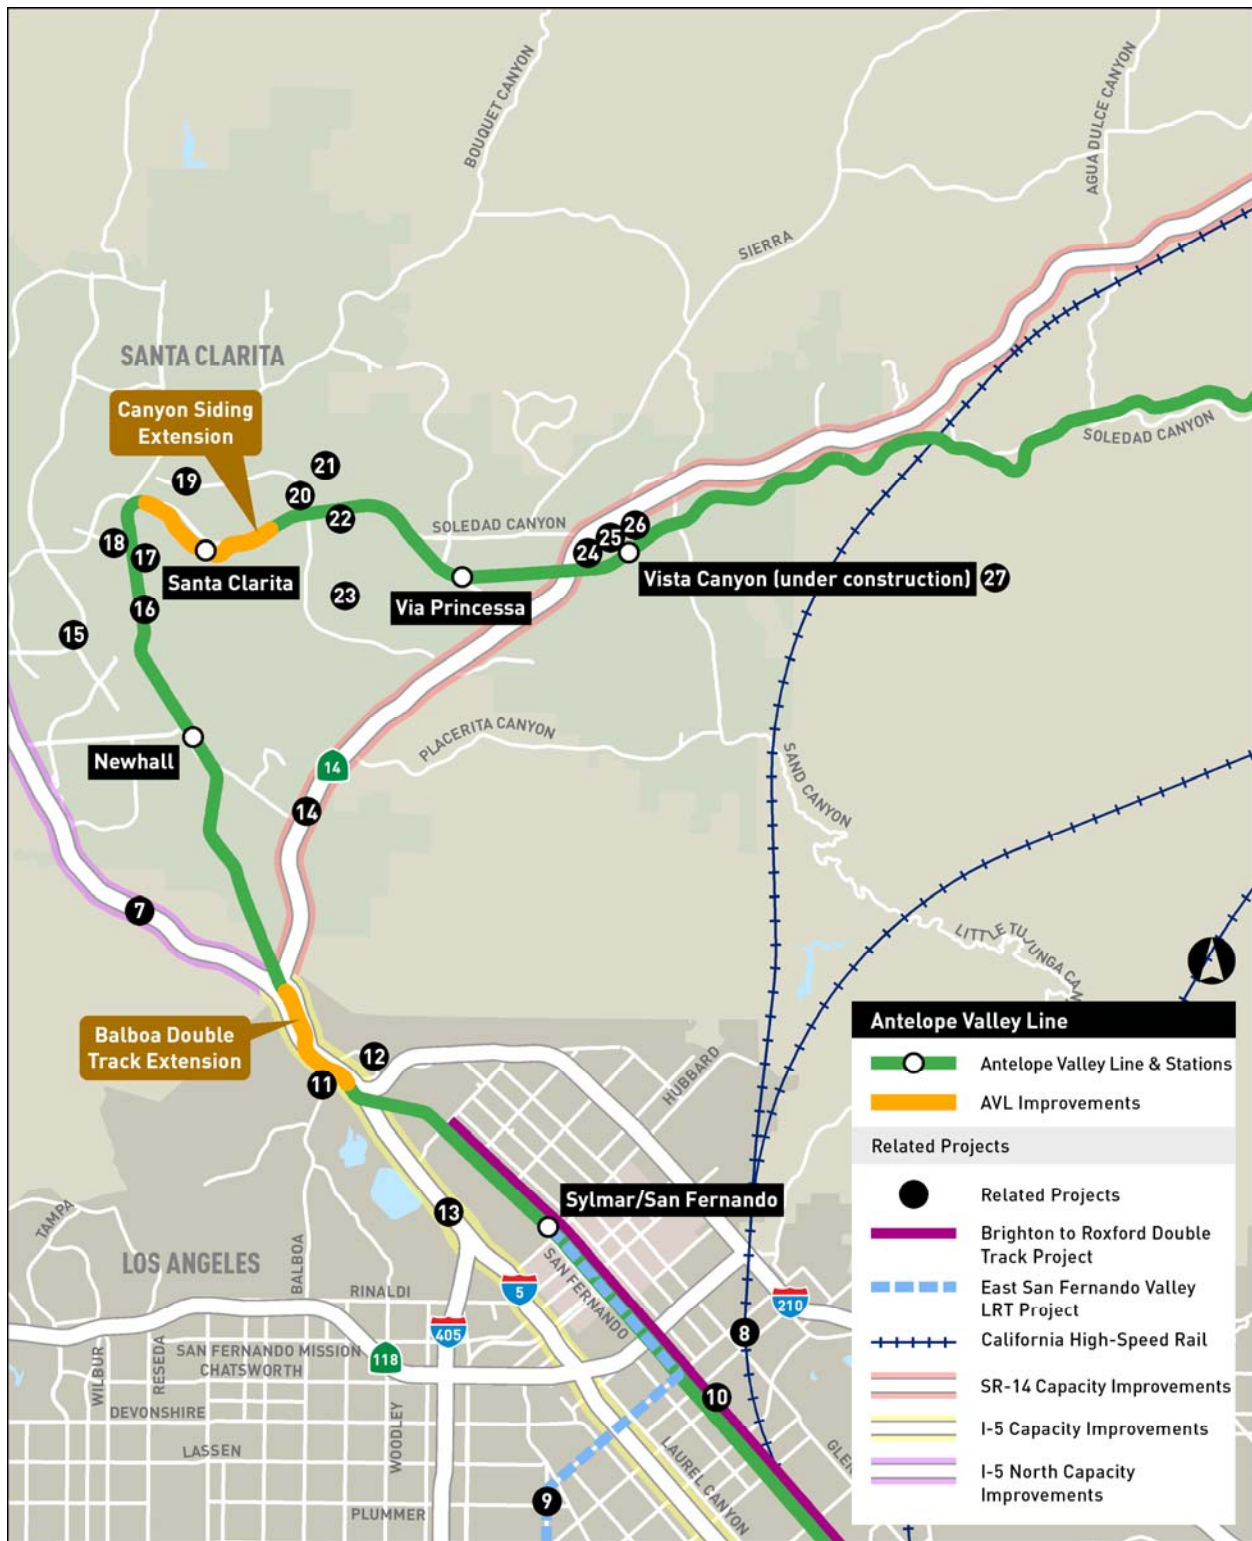 BOUQUET CANYON
AGUA DULCE CANYON
SIERRA
SANTA CLARITA
Canyon Siding
Extension
19
21
20
22
SOLEDAD CANYON
SOLEDAD CANYON
18
17
24
25
26
Santa Clarita
Via Princessa
Vista Canyon (under construction)
27
16
23
15
Newhall
PLACERITA CANYON
14
SAND CANYON
14
7
LITTLE TUJUNGA CAN
Balboa Double
Track Extension
12
11
HUBBARD
13
Sylmar/San Fernando
TAMPA
LOS ANGELES
BALBOA
RINALDI
SAN FERNANDO
5
210
405
8
WILBUR
RESEDA
SAN FERNANDO MISSION
CHATSWORTH
118
10
DEVONSHIRE
WOODLEY
LASSEN
LAUREL CANYON
GLEN
PLUMMER
9
Antelope Valley Line
Antelope Valley Line & Stations
AVL Improvements
Related Projects
Related Projects
Brighton to Roxford Double
Track Project
East San Fernando Valley
LRT Project
California High-Speed Rail
SR-14 Capacity Improvements
I-5 Capacity Improvements
I-5 North Capacity
Improvements